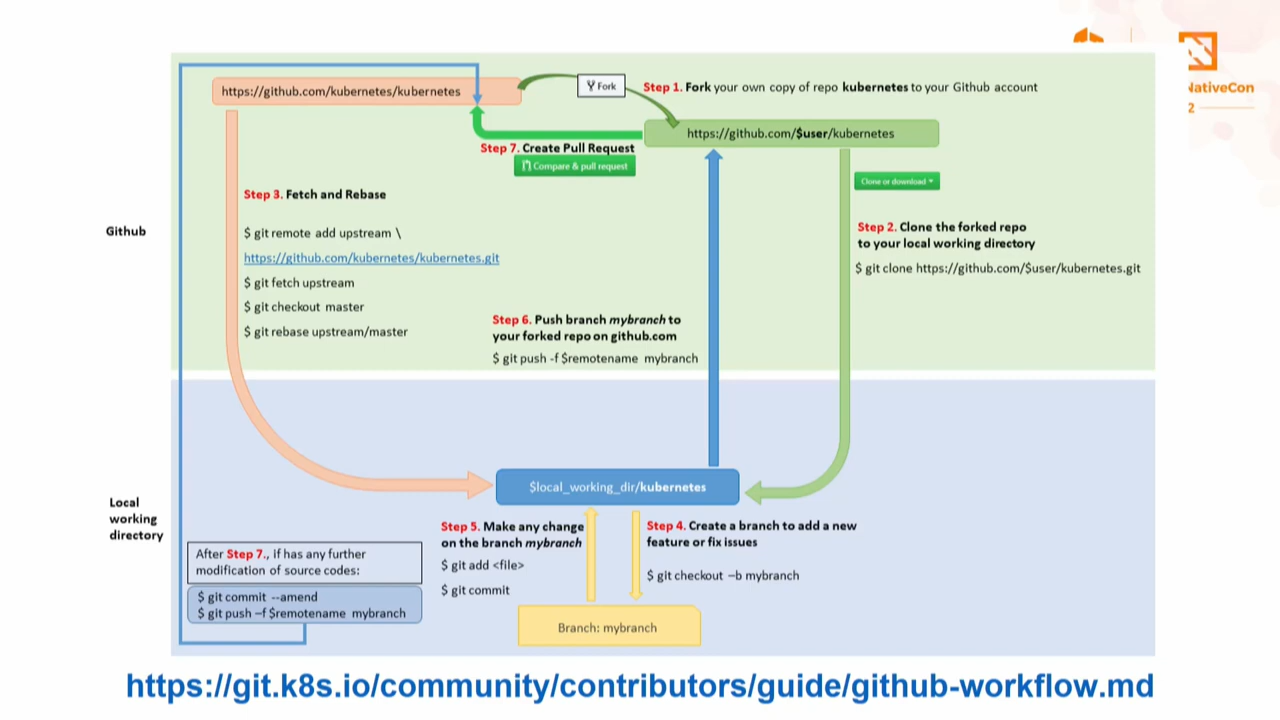 https://github.com/kubernetes/kubernetes
Fork
Step 1. Fork your own copy of repo kubernetes to your Github account
NativeCon
2
https://github.com/$user/kubernetes
Step 7. Create Pull Request
Compare & pull request
Clone or download
Step 3. Fetch and Rebase
$ git remote add upstream \
https://github.com/kubernetes/kubernetes.git
$ git fetch upstream
$ git checkout master
$ git rebase upstream/master
Github
Step 2. Clone the forked repo
to your local working directory
$ git clone https://github.com/$user/kubernetes.git
Step 6. Push branch mybranch to
your forked repo on github.com
$ git push -f $remotename mybranch
$local_working_dir/kubernetes
Local
working
directory
Step 5. Make any change
on the branch mybranch
$ git add <file>
$ git commit
Step 4. Create a branch to add a new
feature or fix issues
$ git checkout –b mybranch
After Step 7., if has any further
modification of source codes:
$ git commit --amend
$ git push –f $remotename mybranch
Branch: mybranch
https://git.k8s.io/community/contributors/guide/github-workflow.md